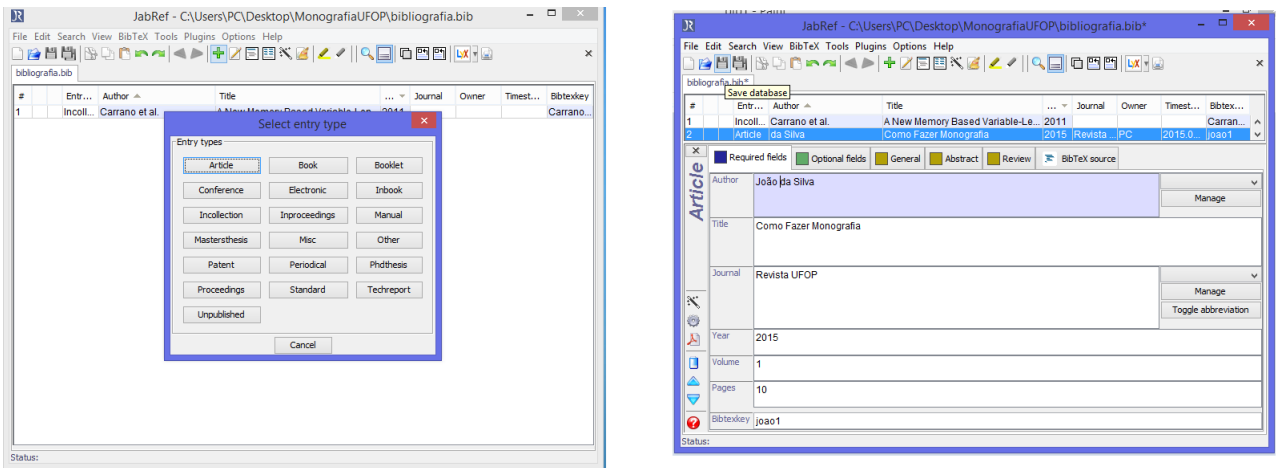 JabRef - C:\Users\PC\Desktop\MonografiaUFOP\bibliografia.bib
File Edit Search View BibTeX Tools Plugins Options Help
bibliografia.bib
# Entr... Author Title ... Journal Owner Timest... Bibtexkey
1 Incoll... Carrano et al. A New Memory Based Variable-Len... 2011 Carrano...
Select entry type
Entry types
Article Book Booklet
Conference Electronic Inbook
Incollection Inproceedings Manual
Mastersthesis Misc Other
Patent Periodical Phdthesis
Proceedings Standard Techreport
Unpublished
Cancel
Status:
JabRef - C:\Users\PC\Desktop\MonografiaUFOP\bibliografia.bib*
File Edit Search View BibTeX Tools Plugins Options Help
bibliografia.bib*
Save database
# Entr... Author Title ... Journal Owner Timest... Bibtex...
1 Incoll... Carrano et al. A New Memory Based Variable-Le... 2011 Carran...
2 Article da Silva Como Fazer Monografia 2015 Revista ... PC 2015.0... joao1
Required fields Optional fields General Abstract Review BibTeX source
Article
Author João da Silva
Manage
Title Como Fazer Monografia
Journal Revista UFOP
Manage
Toggle abbreviation
Year 2015
Volume 1
Pages 10
Bibtexkey joao1
Status: